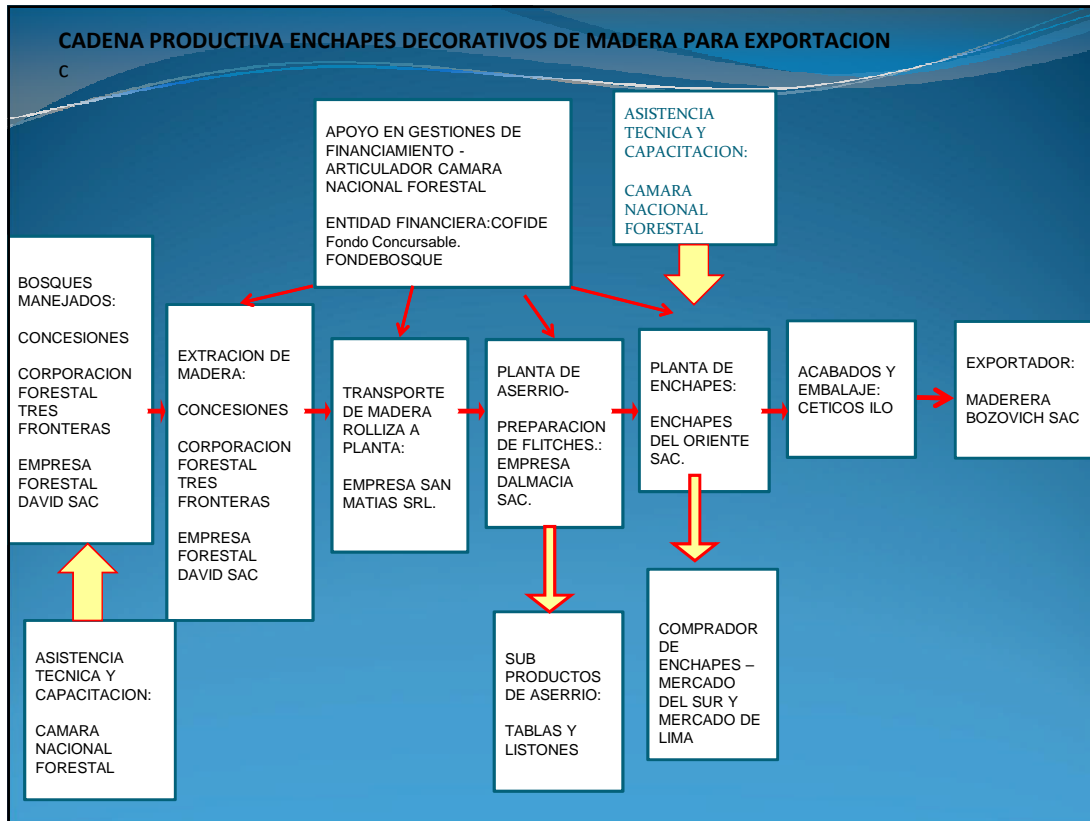 CADENA PRODUCTIVA ENCHAPES DECORATIVOS DE MADERA PARA EXPORTACION
C
APOYO EN GESTIONES DE
FINANCIAMIENTO -
ARTICULADOR CAMARA
NACIONAL FORESTAL
ENTIDAD FINANCIERA:COFIDE
Fondo Concursable.
FONDEBOSQUE
ASISTENCIA
TECNICA Y
CAPACITACION:
CAMARA
NACIONAL
FORESTAL
BOSQUES
MANEJADOS:
CONCESIONES
CORPORACION
FORESTAL
TRES
FRONTERAS
EMPRESA
FORESTAL
DAVID SAC
EXTRACION DE
MADERA:
CONCESIONES
CORPORACION
FORESTAL
TRES
FRONTERAS
EMPRESA
FORESTAL
DAVID SAC
TRANSPORTE
DE MADERA
ROLLIZA A
PLANTA:
EMPRESA SAN
MATIAS SRL.
PLANTA DE
ASERRIO-
PREPARACION
DE FLITCHES.:
EMPRESA
DALMACIA
SAC.
PLANTA DE
ENCHAPES:
ENCHAPES
DEL ORIENTE
SAC.
ACABADOS Y
EMBALAJE:
CETICOS ILO
EXPORTADOR:
MADERERA
BOZOVICH SAC
ASISTENCIA
TECNICA Y
CAPACITACION:
CAMARA
NACIONAL
FORESTAL
SUB
PRODUCTOS
DE ASERRIO:
TABLAS Y
LISTONES
COMPRADOR
DE
ENCHAPES –
MERCADO
DEL SUR Y
MERCADO DE
LIMA